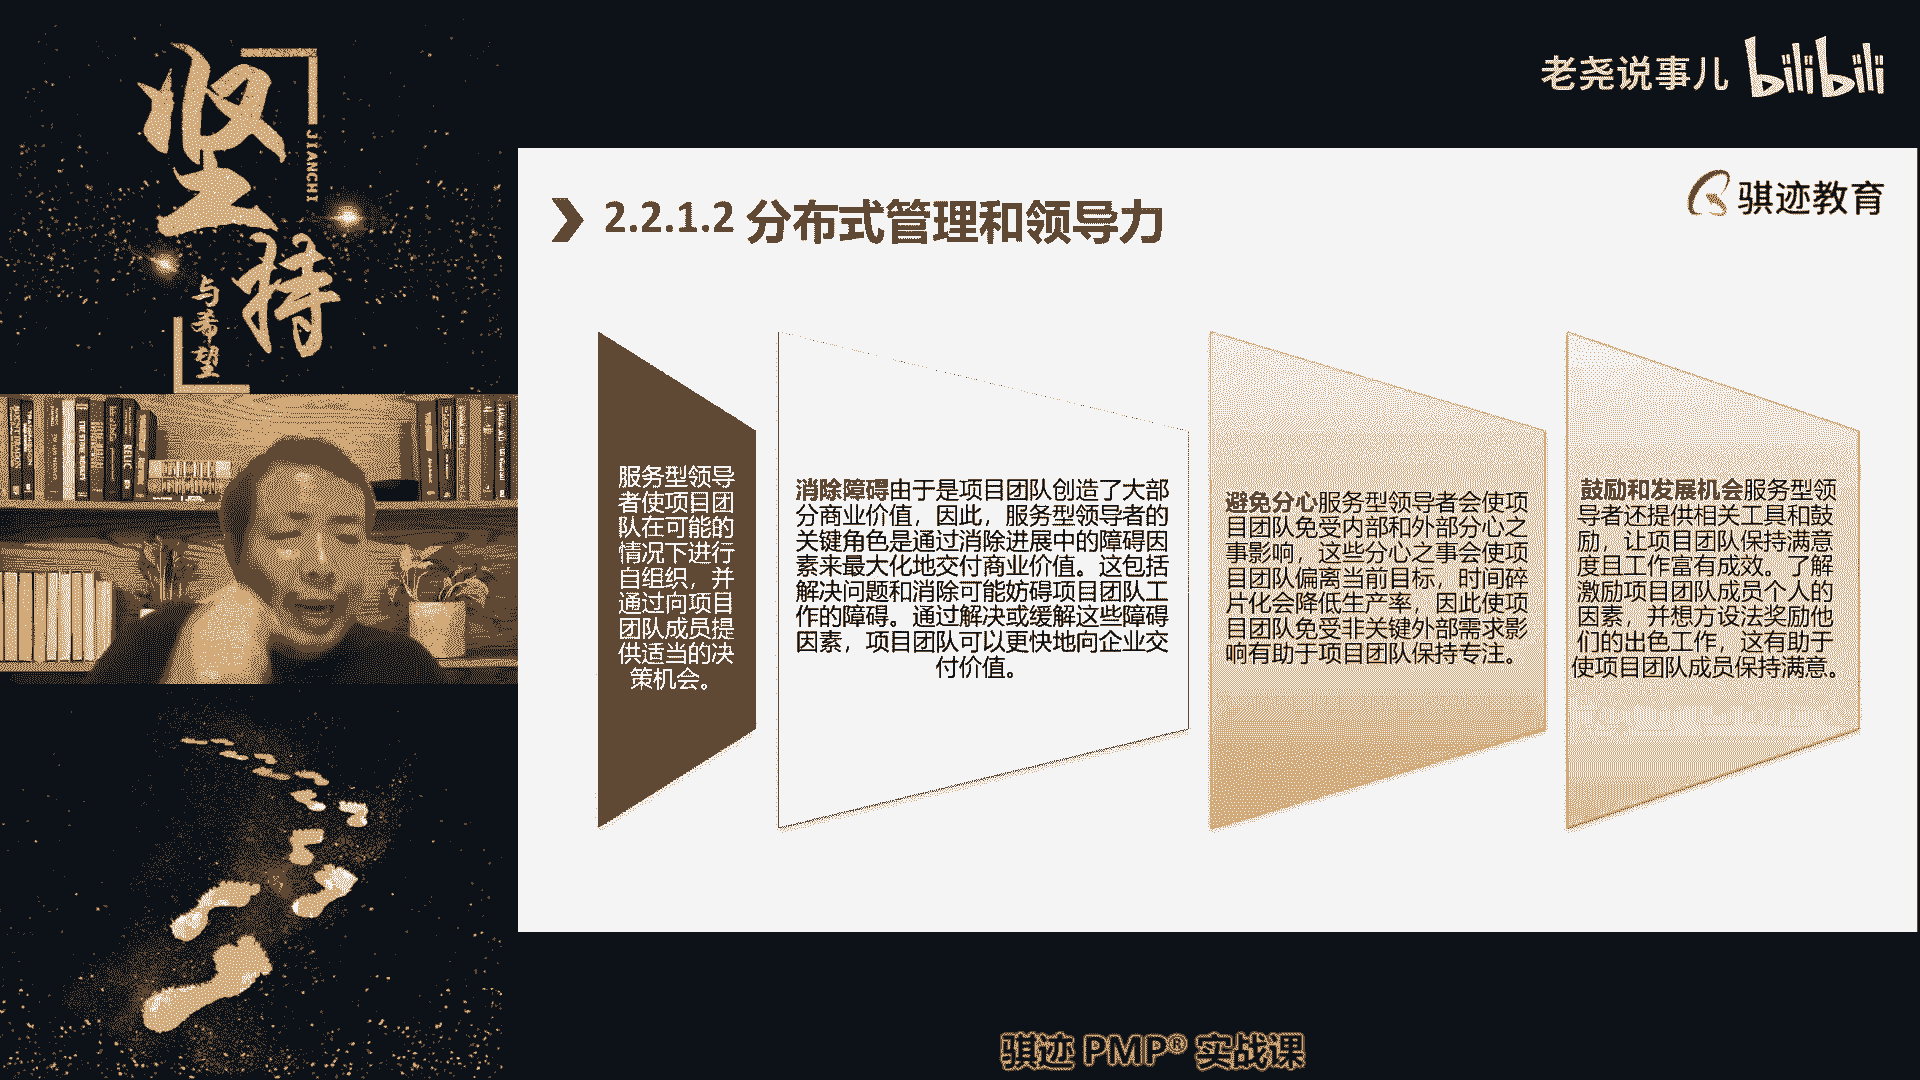 坚持
JIANCHI
与希望
老尧说事儿 bilibili
骐迹教育
2.2.1.2 分布式管理和领导力
服务型领导
者使项目团
队在可能的
情况下进行
自组织，并
通过向项目
团队成员提
供适当的决
策机会。
消除障碍由于是项目团队创造了大部
分商业价值，因此，服务型领导者的
关键角色是通过消除进展中的障碍因
素来最大化地交付商业价值。这包括
解决问题和消除可能妨碍项目团队工
作的障碍。通过解决或缓解这些障碍
因素，项目团队可以更快地向企业交
付价值。
避免分心服务型领导者会使项
目团队免受内部和外部分心之
事影响，这些分心之事会使项
目团队偏离当前目标，时间碎
片化会降低生产率，因此使项
目团队免受非关键外部需求影
响有助于项目团队保持专注。
鼓励和发展机会服务型领
导者还提供相关工具和鼓
励，让项目团队保持满意
度且工作富有成效。了解
激励项目团队成员个人的
因素，并想方设法奖励他
们的出色工作，这有助于
使项目团队成员保持满意。
骐迹 PMP® 实战课